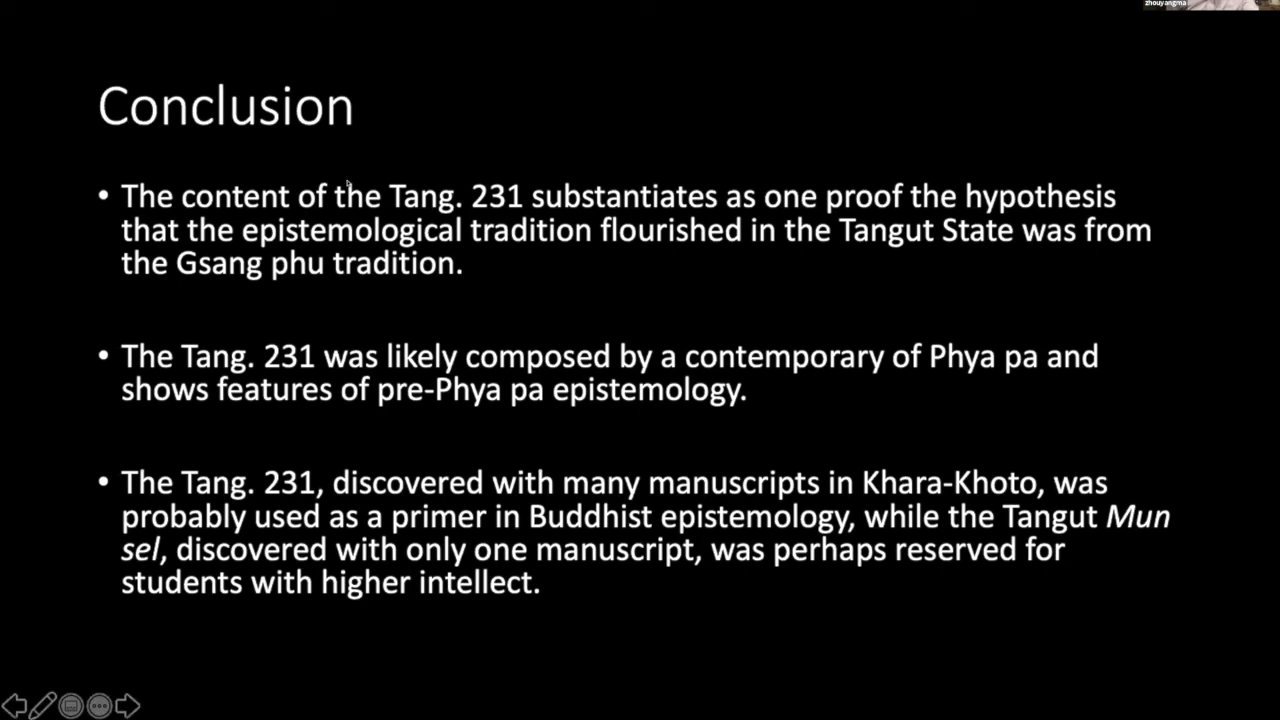 zhouyangma
Conclusion
• The content of the Tang. 231 substantiates as one proof the hypothesis
that the epistemological tradition flourished in the Tangut State was from
the Gsang phu tradition.
• The Tang. 231 was likely composed by a contemporary of Phya pa and
shows features of pre-Phya pa epistemology.
• The Tang. 231, discovered with many manuscripts in Khara-Khoto, was
probably used as a primer in Buddhist epistemology, while the Tangut Mun
sel, discovered with only one manuscript, was perhaps reserved for
students with higher intellect.